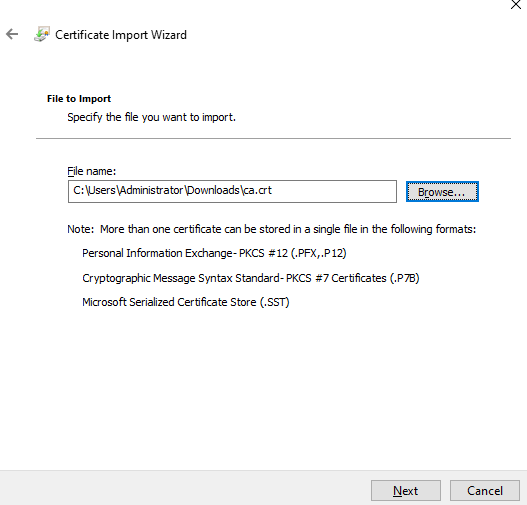 Certificate Import Wizard
File to Import
Specify the file you want to import.
File name:
C:\Users\Administrator\Downloads\ca.crt
Browse...
Note: More than one certificate can be stored in a single file in the following formats:
Personal Information Exchange- PKCS #12 (.PFX,.P12)
Cryptographic Message Syntax Standard- PKCS #7 Certificates (.P7B)
Microsoft Serialized Certificate Store (.SST)
Next
Cancel